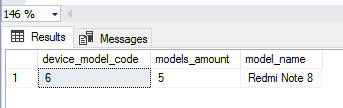 146 %
Results Messages
device_model_code models_amount model_name
1 6 5 Redmi Note 8